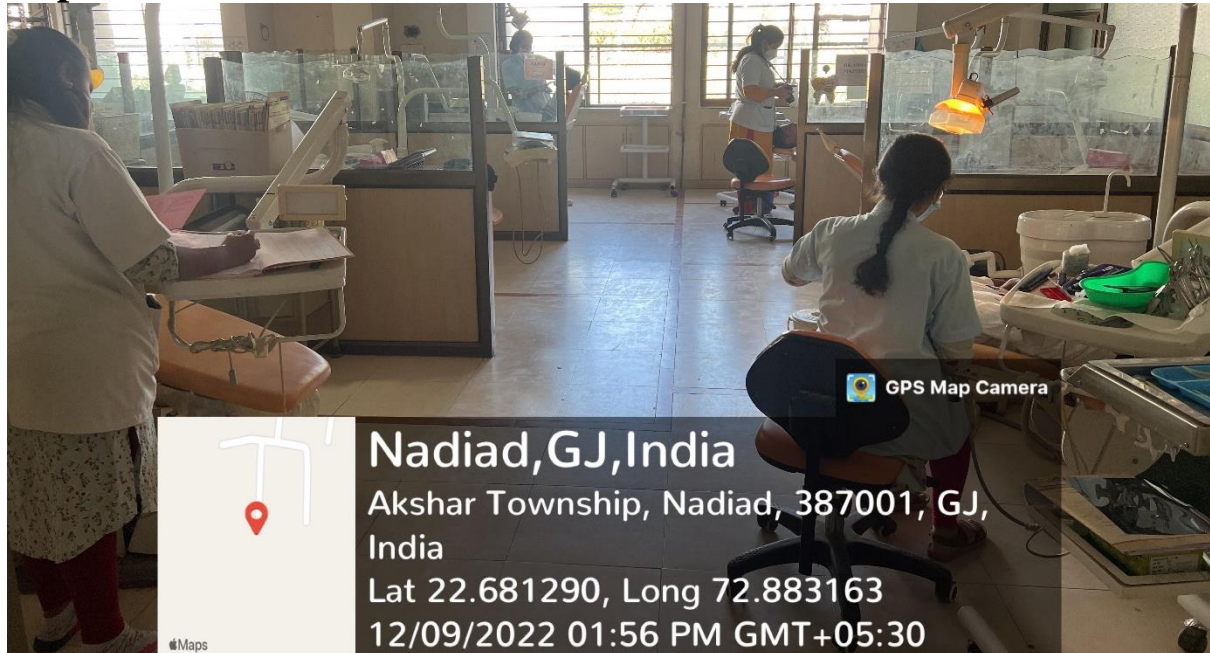 GPS Map Camera
Nadiad,GJ,India
Akshar Township, Nadiad, 387001, GJ,
India
Lat 22.681290, Long 72.883163
12/09/2022 01:56 PM GMT+05:30
Maps